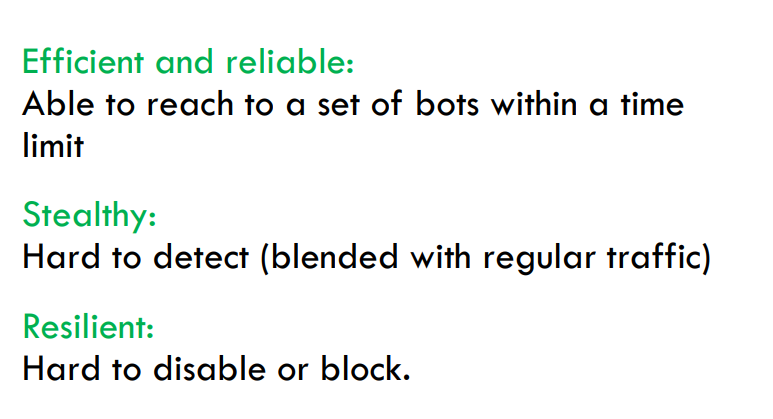 Efficient and reliable:
Able to reach to a set of bots within a time
limit
Stealthy:
Hard to detect (blended with regular traffic)
Resilient:
Hard to disable or block.